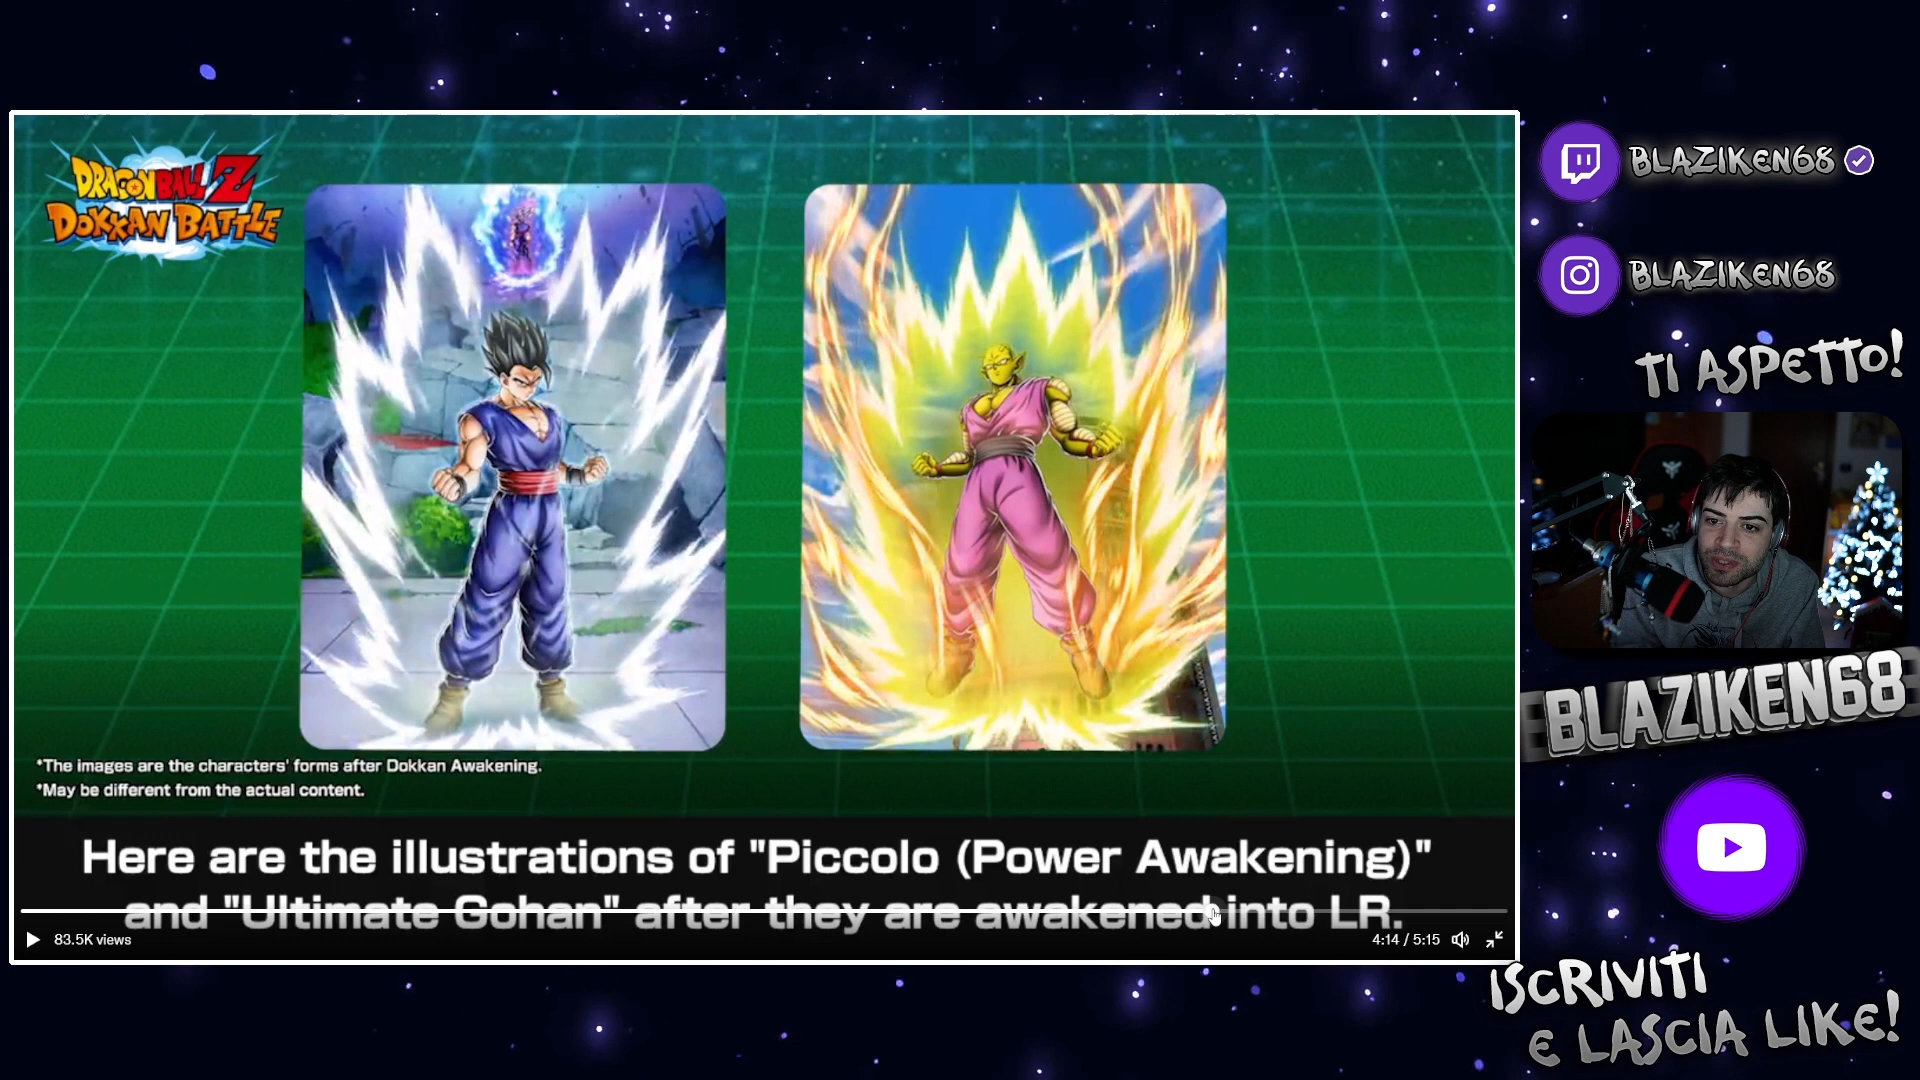 DRAGON BALL Z
DOKKAN BATTLE
*The images are the characters' forms after Dokkan Awakening.
*May be different from the actual content.
Here are the illustrations of "Piccolo (Power Awakening)"
and "Ultimate Gohan" after they are awakened into LR.
83.5K views
4:14 / 5:15
BLAZIKEN68
BLAZIKEN68
TI ASPETTO!
BLAZIKEN68
ISCRIVITI
E LASCIA LIKE!